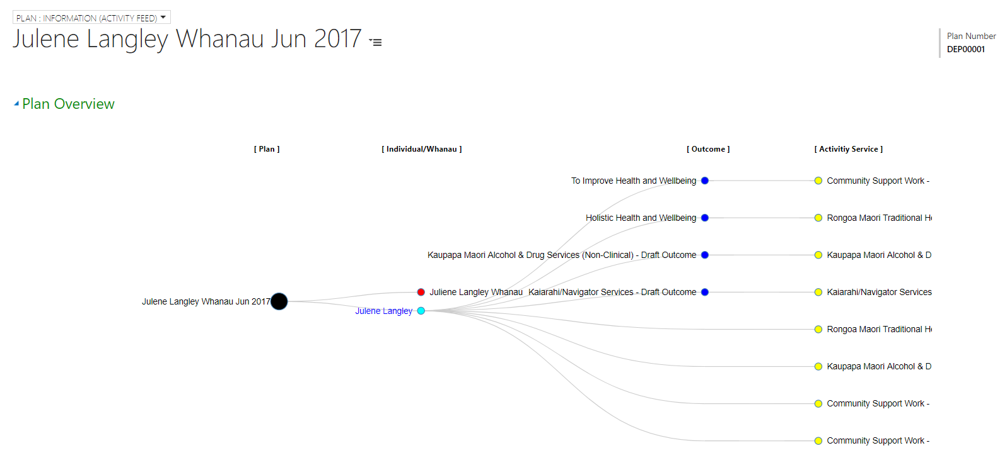 PLAN : INFORMATION (ACTIVITY FEED)
Julene Langley Whanau Jun 2017
Plan Number
DEP00001
Plan Overview
[ Plan ] [ Individual/Whanau ] [ Outcome ] [ Activitiy Service ]
To Improve Health and Wellbeing Community Support Work -
Holistic Health and Wellbeing Rongoa Maori Traditional
Kaupapa Maori Alcohol & Drug Services (Non-Clinical) - Draft Outcome Kaupapa Maori Alcohol & D
Juliene Langley Whanau Kaiarahi/Navigator Services - Draft Outcome Kaiarahi/Navigator Services
Julene Langley Whanau Jun 2017
Julene Langley
Rongoa Maori Traditional
Kaupapa Maori Alcohol & D
Community Support Work -
Community Support Work -